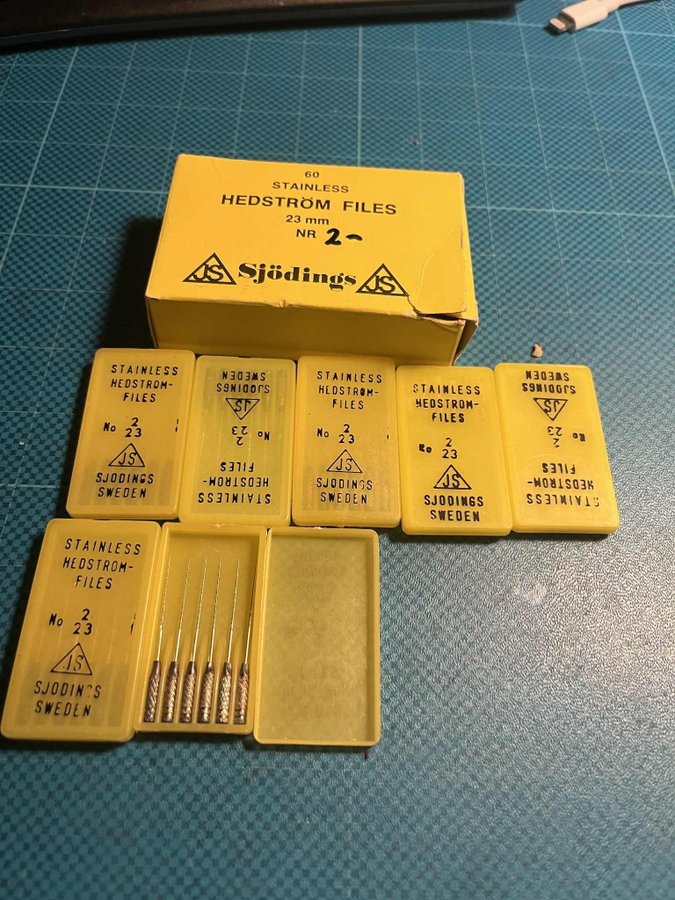 60
STAINLESS
HEDSTRÖM FILES
23 mm
NR 2-
JS Sjödings JS
STAINLESS
HEDSTROM-
FILES
No 2
23
JS
SJODINGS
SWEDEN
STAINLESS
HEDSTROM-
FILES
No 2
23
JS
SJODINGS
SWEDEN
STAINLESS
HEDSTROM-
FILES
No 2
23
JS
SJODINGS
SWEDEN
STAINLESS
HEDSTROM-
FILES
No 2
23
JS
SJODINGS
SWEDEN
STAINLESS
HEDSTROM-
FILES
No 2
23
JS
SJODINGS
SWEDEN
STAINLESS
HEDSTROM-
FILES
No 2
23
JS
SJODINGS
SWEDEN